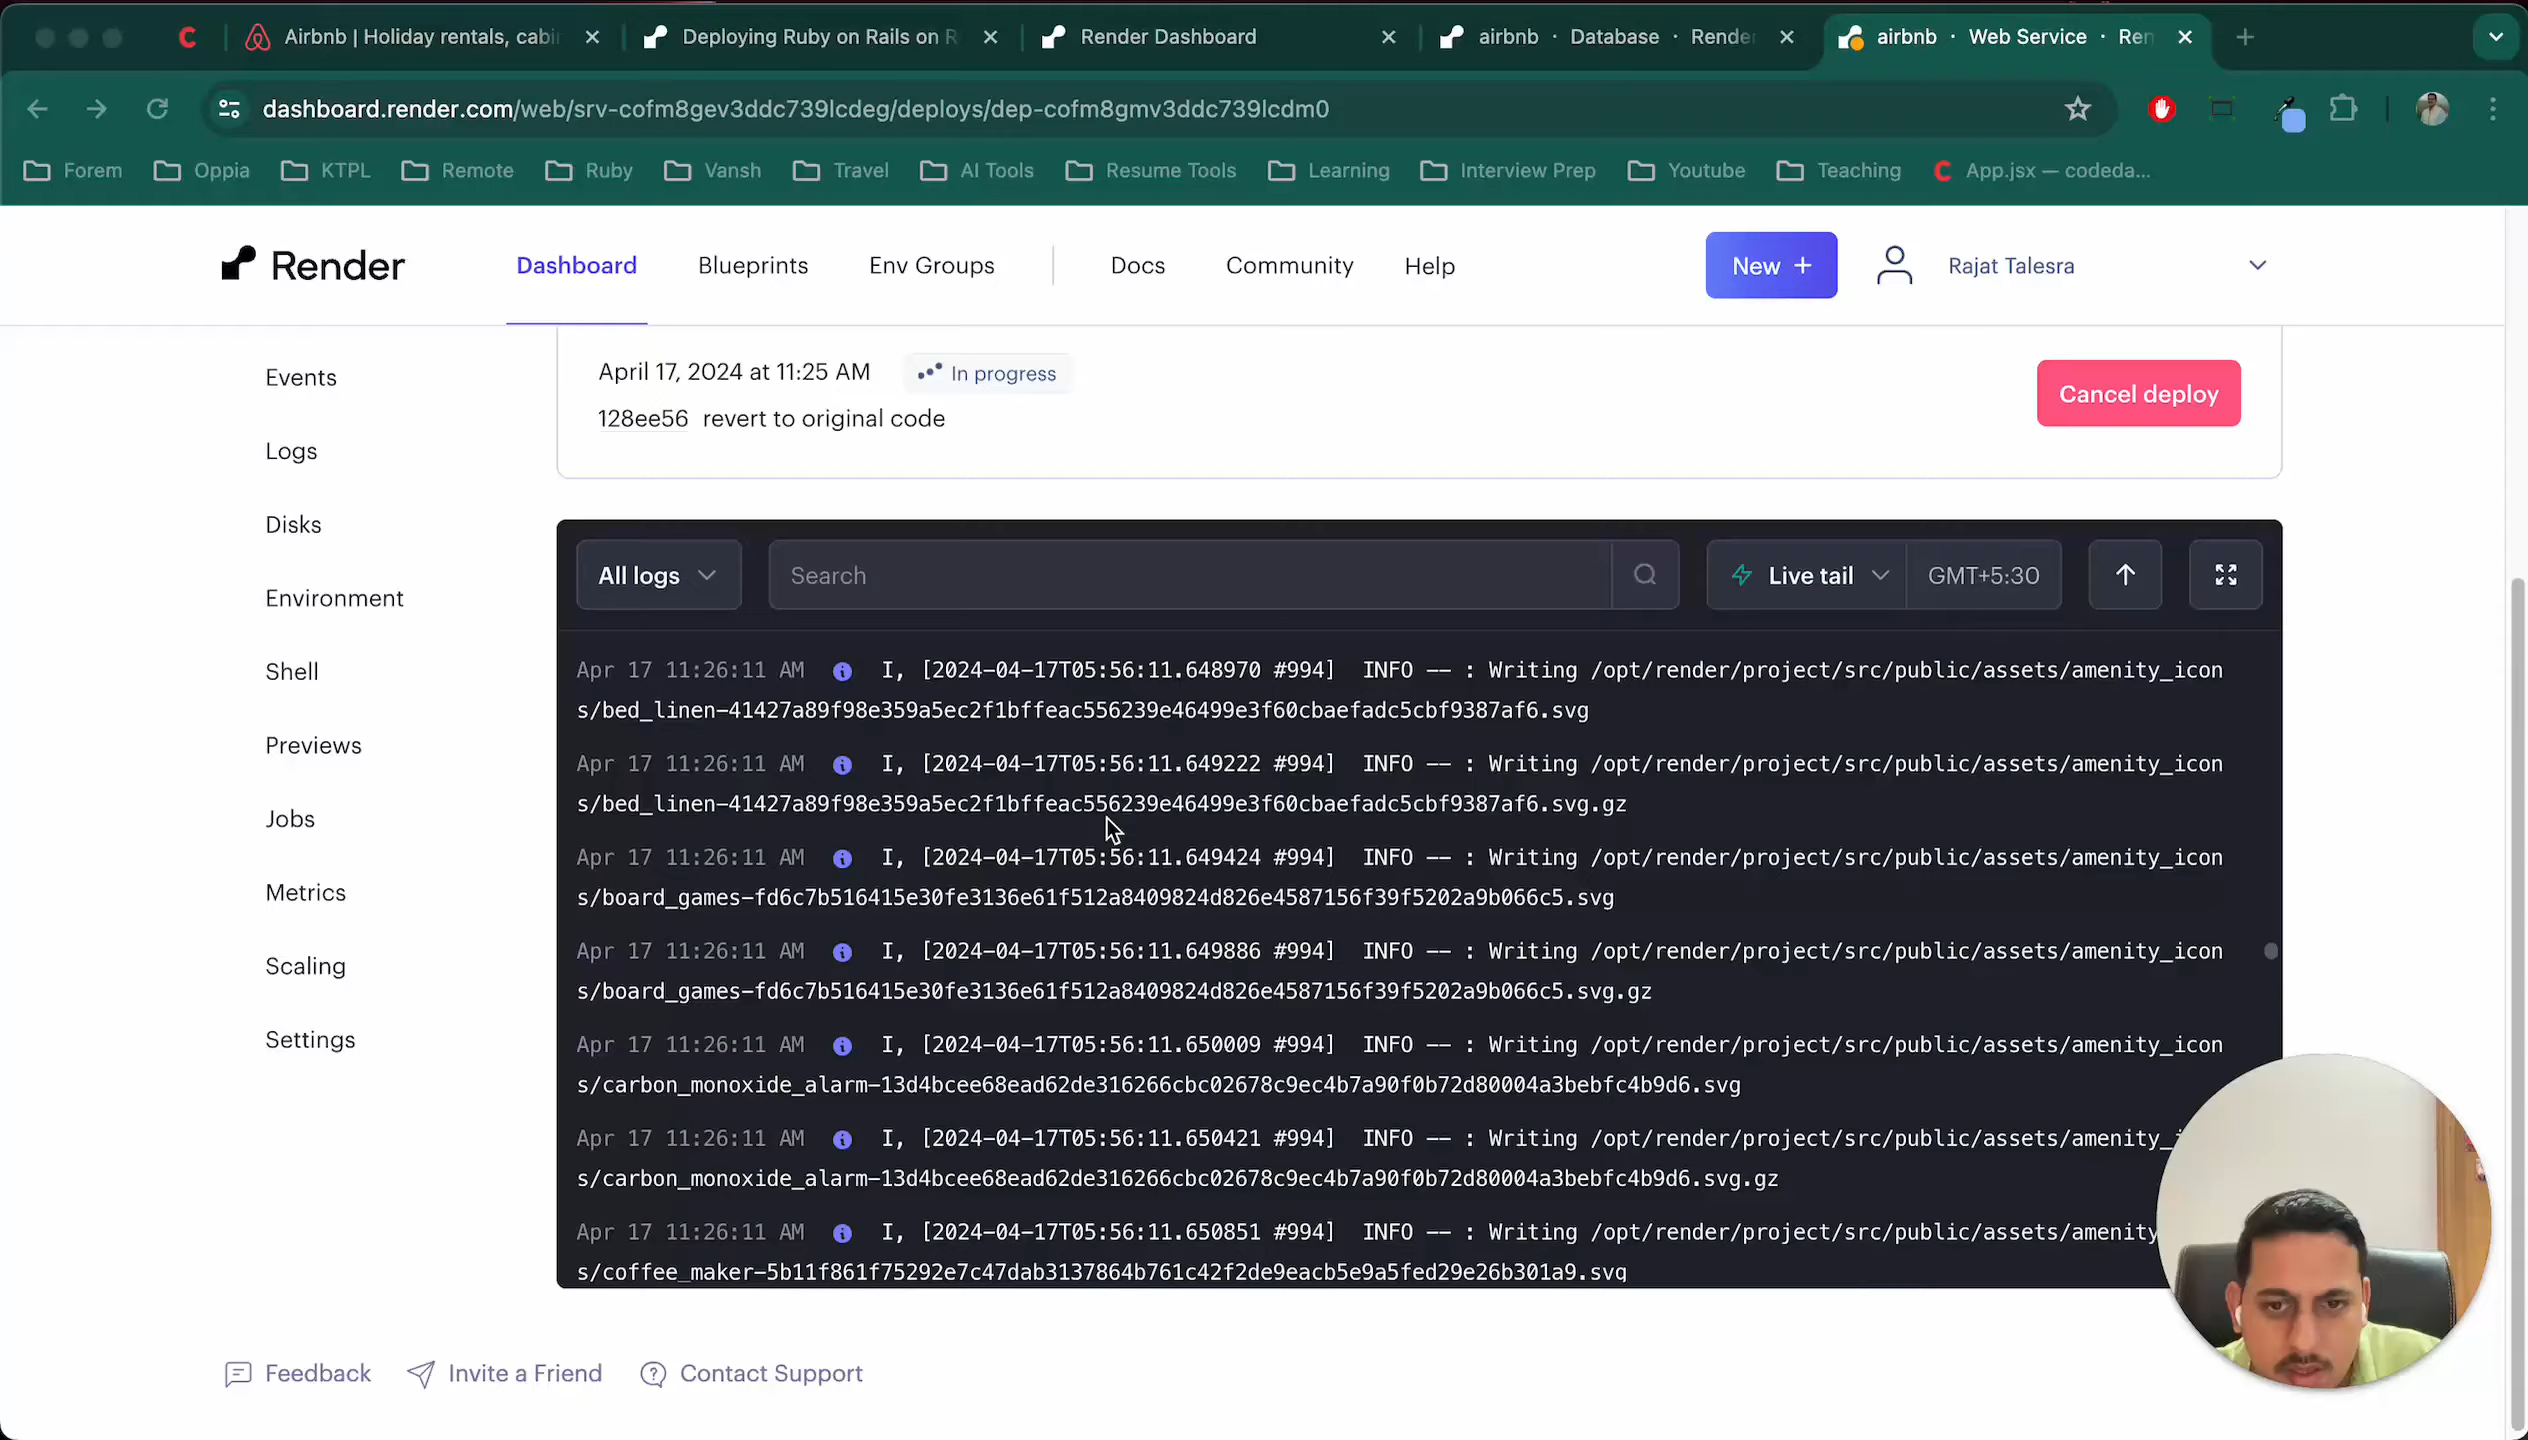 Airbnb | Holiday rentals, cabi
Deploying Ruby on Rails on R
Render Dashboard
airbnb · Database · Render
airbnb · Web Service · Ren
dashboard.render.com/web/srv-cofm8gev3ddc739lcdeg/deploys/dep-cofm8gmv3ddc739lcdm0
Forem
Oppia
KTPL
Remote
Ruby
Vansh
Travel
AI Tools
Resume Tools
Learning
Interview Prep
Youtube
Teaching
App.jsx — codeda...
Render
Dashboard
Blueprints
Env Groups
Docs
Community
Help
New +
Rajat Talesra
Events
Logs
Disks
Environment
Shell
Previews
Jobs
Metrics
Scaling
Settings
April 17, 2024 at 11:25 AM
In progress
128ee56 revert to original code
Cancel deploy
All logs
Search
Live tail
GMT+5:30
Apr 17 11:26:11 AM I, [2024-04-17T05:56:11.648970 #994] INFO -- : Writing /opt/render/project/src/public/assets/amenity_icon
s/bed_linen-41427a89f98e359a5ec2f1bffeac556239e46499e3f60cbaefadc5cbf9387af6.svg
Apr 17 11:26:11 AM I, [2024-04-17T05:56:11.649222 #994] INFO -- : Writing /opt/render/project/src/public/assets/amenity_icon
s/bed_linen-41427a89f98e359a5ec2f1bffeac556239e46499e3f60cbaefadc5cbf9387af6.svg.gz
Apr 17 11:26:11 AM I, [2024-04-17T05:56:11.649424 #994] INFO -- : Writing /opt/render/project/src/public/assets/amenity_icon
s/board_games-fd6c7b516415e30fe3136e61f512a8409824d826e4587156f39f5202a9b066c5.svg
Apr 17 11:26:11 AM I, [2024-04-17T05:56:11.649886 #994] INFO -- : Writing /opt/render/project/src/public/assets/amenity_icon
s/board_games-fd6c7b516415e30fe3136e61f512a8409824d826e4587156f39f5202a9b066c5.svg.gz
Apr 17 11:26:11 AM I, [2024-04-17T05:56:11.650009 #994] INFO -- : Writing /opt/render/project/src/public/assets/amenity_icon
s/carbon_monoxide_alarm-13d4bcee68ead62de316266cbc02678c9ec4b7a90f0b72d80004a3bebfc4b9d6.svg
Apr 17 11:26:11 AM I, [2024-04-17T05:56:11.650421 #994] INFO -- : Writing /opt/render/project/src/public/assets/amenity_i
s/carbon_monoxide_alarm-13d4bcee68ead62de316266cbc02678c9ec4b7a90f0b72d80004a3bebfc4b9d6.svg.gz
Apr 17 11:26:11 AM I, [2024-04-17T05:56:11.650851 #994] INFO -- : Writing /opt/render/project/src/public/assets/amenity
s/coffee_maker-5b11f861f75292e7c47dab3137864b761c42f2de9eacb5e9a5fed29e26b301a9.svg
Feedback
Invite a Friend
Contact Support